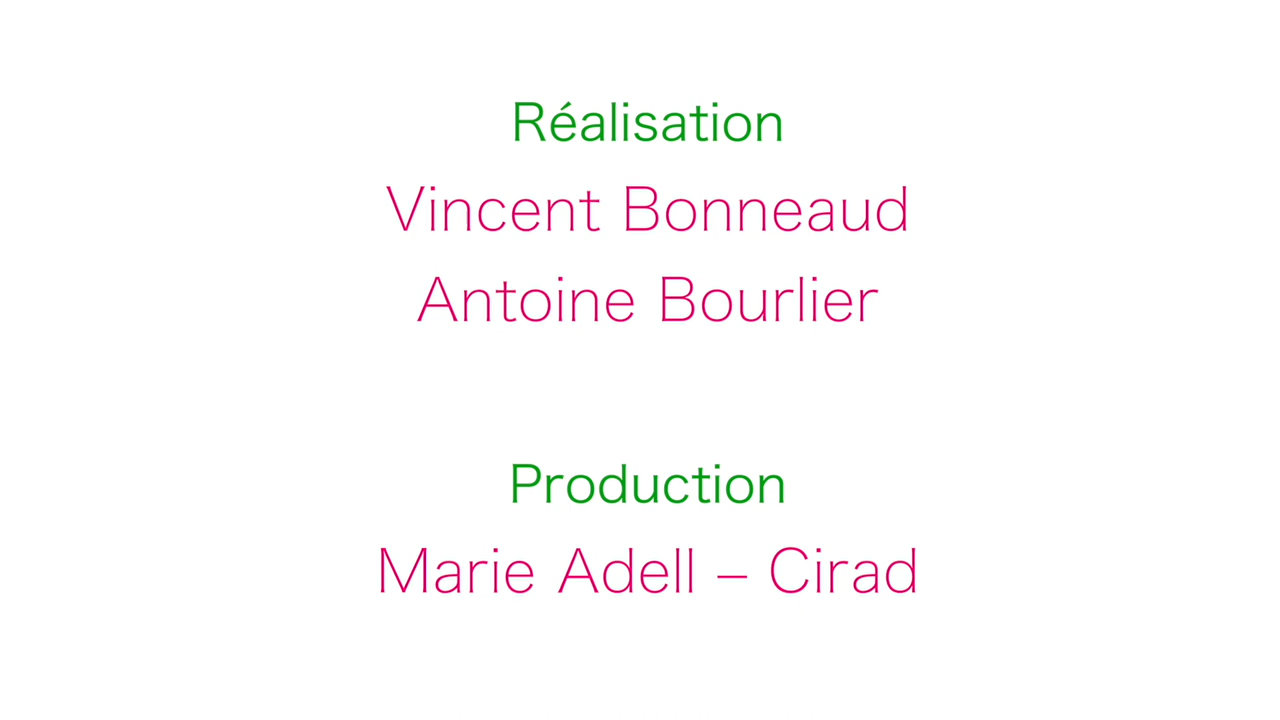 Réalisation
Vincent Bonneaud
Antoine Bourlier
Production
Marie Adell – Cirad